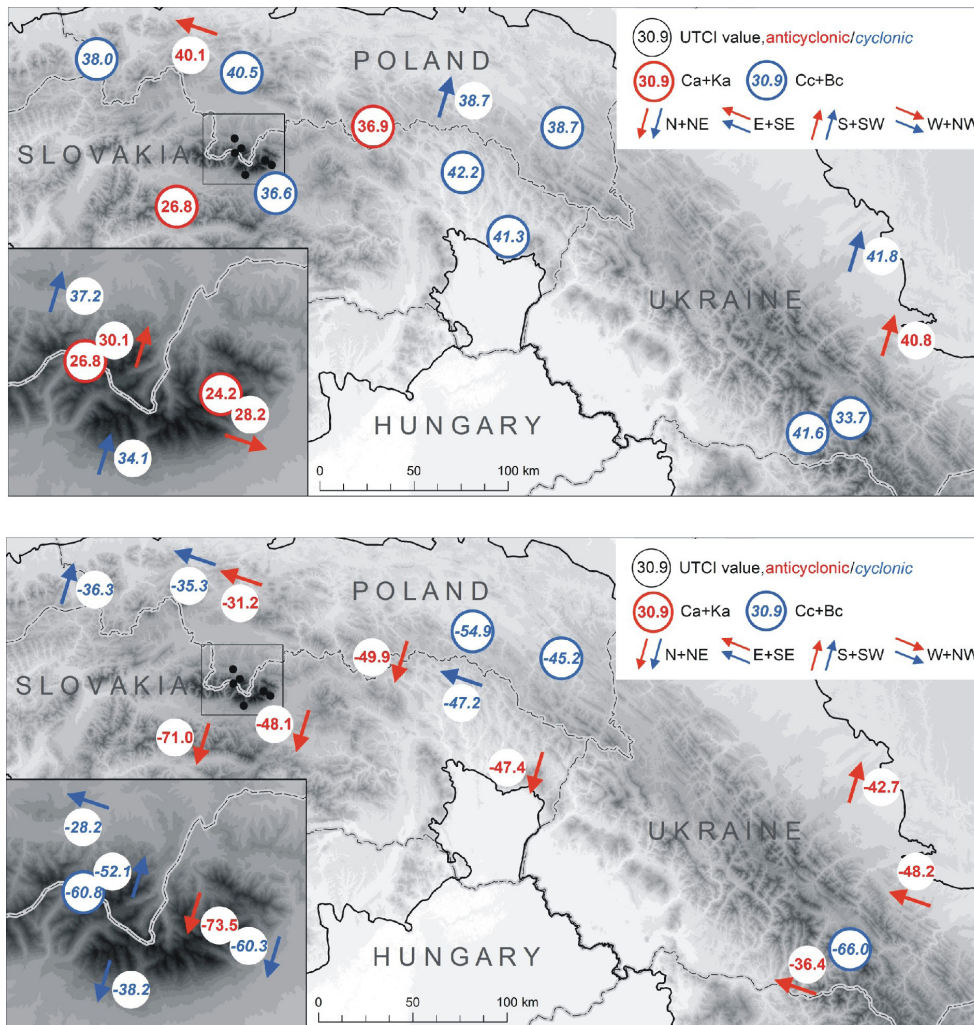 38.0
40.1
40.5
POLAND
38.7
36.9
38.7
SLOVAKIA
42.2
36.6
26.8
41.3
41.8
UKRAINE
40.8
33.7
41.6
HUNGARY
0 50 100 km
37.2
30.1
26.8
24.2
28.2
34.1
30.9 UTCI value, anticyclonic/cyclonic
30.9 Ca+Ka 30.9 Cc+Bc
N+NE E+SE S+SW W+NW
-36.3
-35.3
-31.2
POLAND
-54.9
-49.9
-45.2
SLOVAKIA
-47.2
-48.1
-71.0
-47.4
-42.7
UKRAINE
-48.2
-66.0
-36.4
HUNGARY
0 50 100 km
-28.2
-52.1
-60.8
-73.5
-60.3
-38.2
30.9 UTCI value, anticyclonic/cyclonic
30.9 Ca+Ka 30.9 Cc+Bc
N+NE E+SE S+SW W+NW